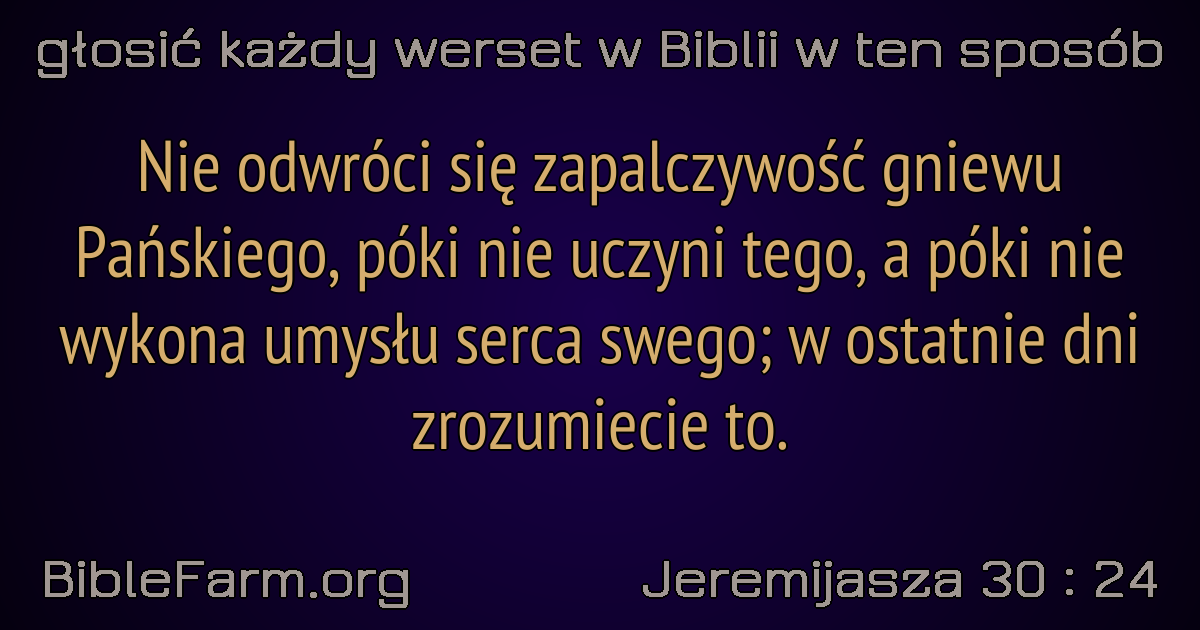 głosić każdy werset w Biblii w ten sposób
Nie odwróci się zapalczywość gniewu
Pańskiego, póki nie uczyni tego, a póki nie
wykona umysłu serca swego; w ostatnie dni
zrozumiecie to.
BibleFarm.org
Jeremijasza 30 : 24